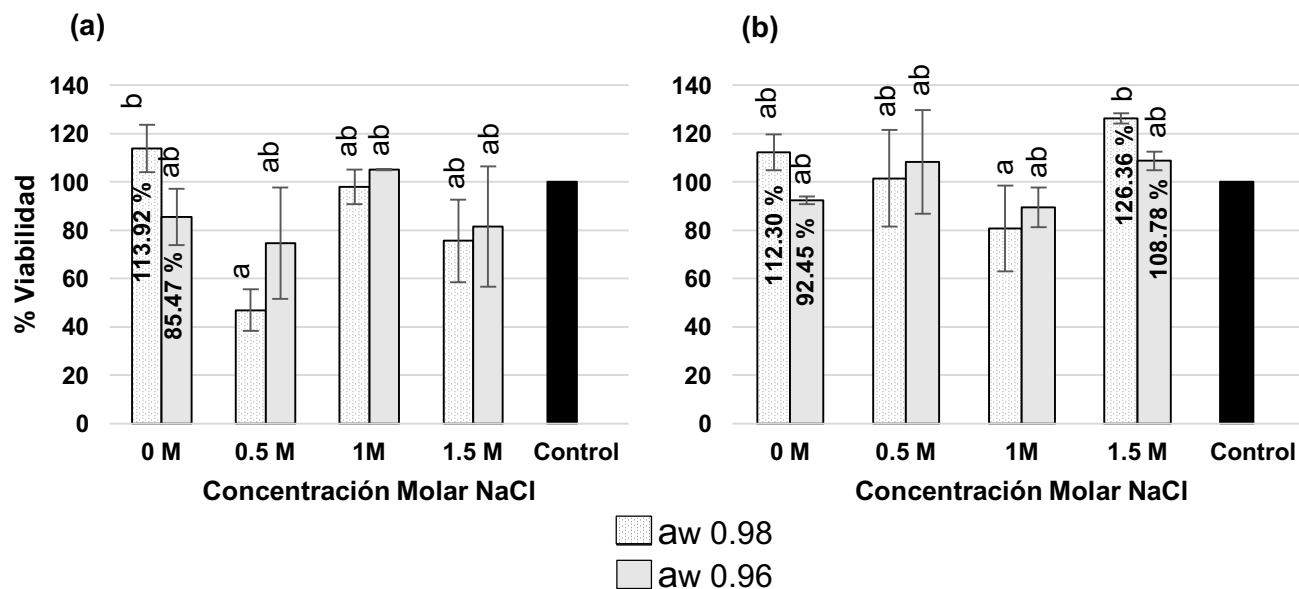 (a)
% Viabilidad
140
120
100
80
60
40
20
0
b
113.92 %
ab
85.47 %
a
ab
ab
ab
ab
ab
0 M
0.5 M
1M
1.5 M
Control
Concentración Molar NaCl
(b)
140
120
100
80
60
40
20
0
ab
112.30 %
ab
92.45 %
ab
ab
a
ab
b
126.36 %
ab
108.78 %
0 M
0.5 M
1M
1.5 M
Control
Concentración Molar NaCl
aw 0.98
aw 0.96